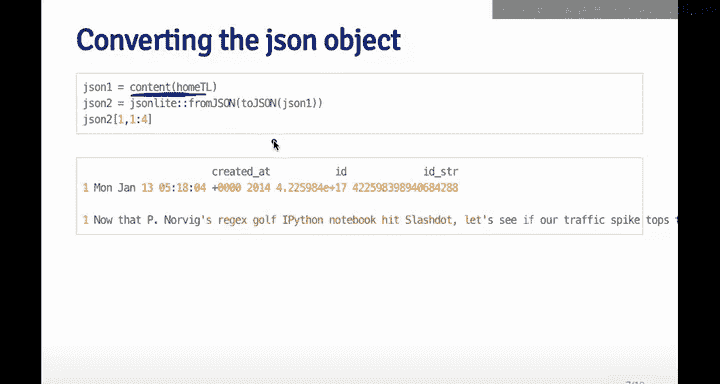 Converting the json object
json1 = content(homeTL)
json2 = jsonlite::fromJSON(toJSON(json1))
json2[1,1:4]
created_at id id_str
1 Mon Jan 13 05:18:04 +0000 2014 4.225984e+17 422598398940684288
1 Now that P. Norvig's regex golf IPython notebook hit Slashdot, let's see if our traffic spike tops